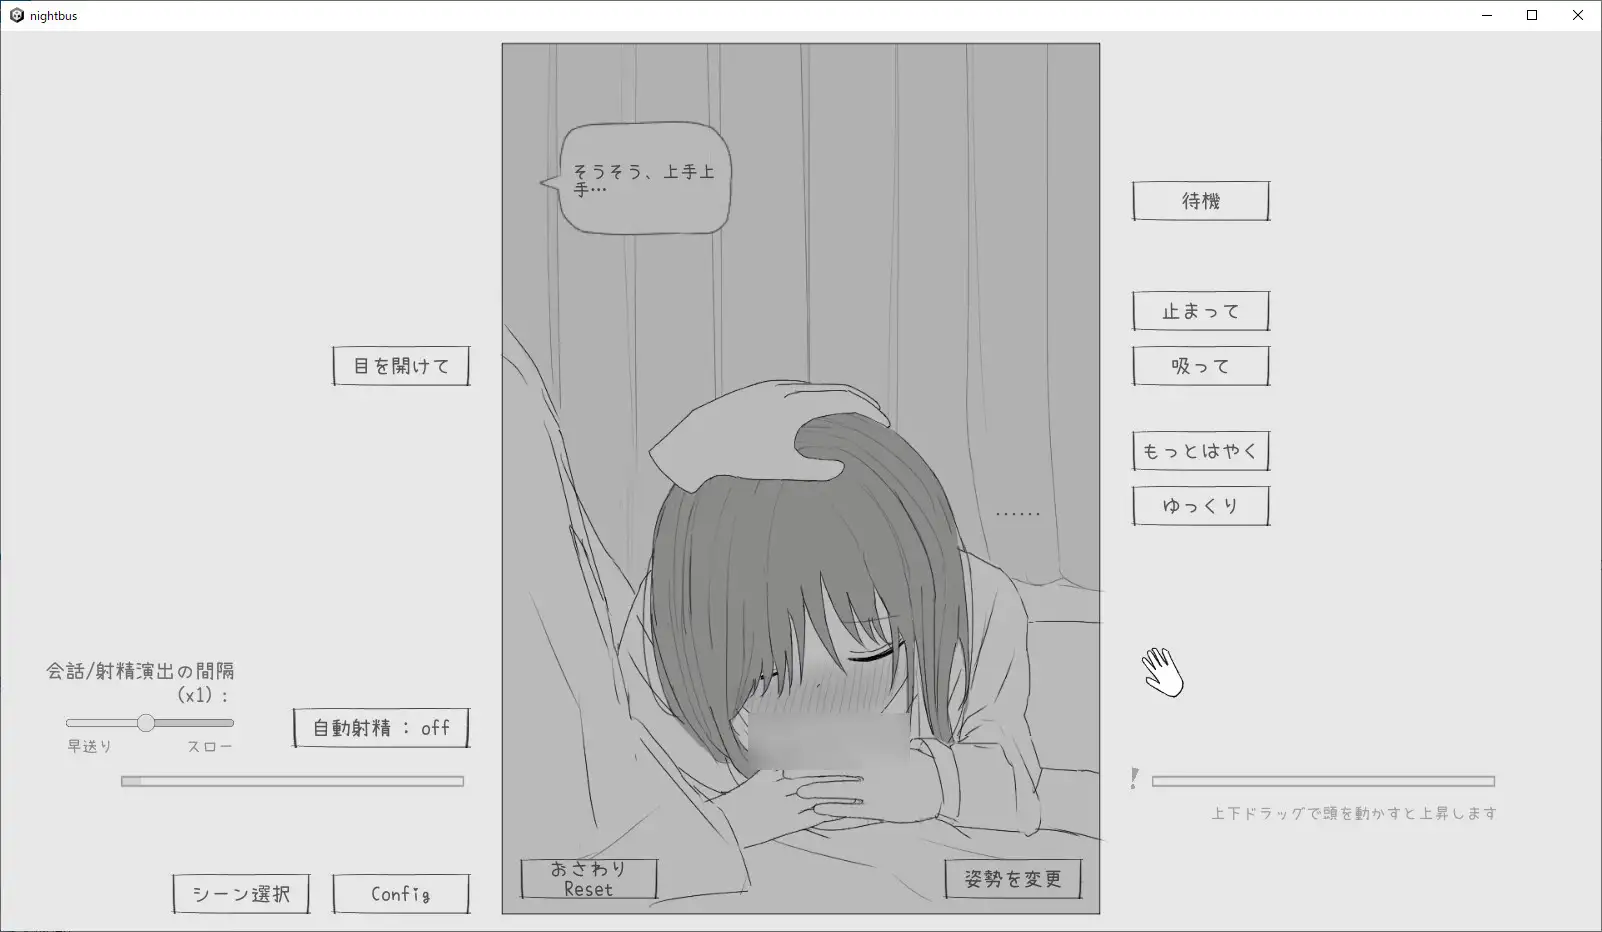 nightbus
そうそう、上手上
手…
待機
止まって
目を開けて
吸って
もっとはやく
ゆっくり
……
会話/射精演出の間隔
(x1) :
早送り
スロー
自動射精 : off
!
上下ドラッグで頭を動かすと上昇します
おさわり
Reset
姿勢を変更
シーン選択
Config